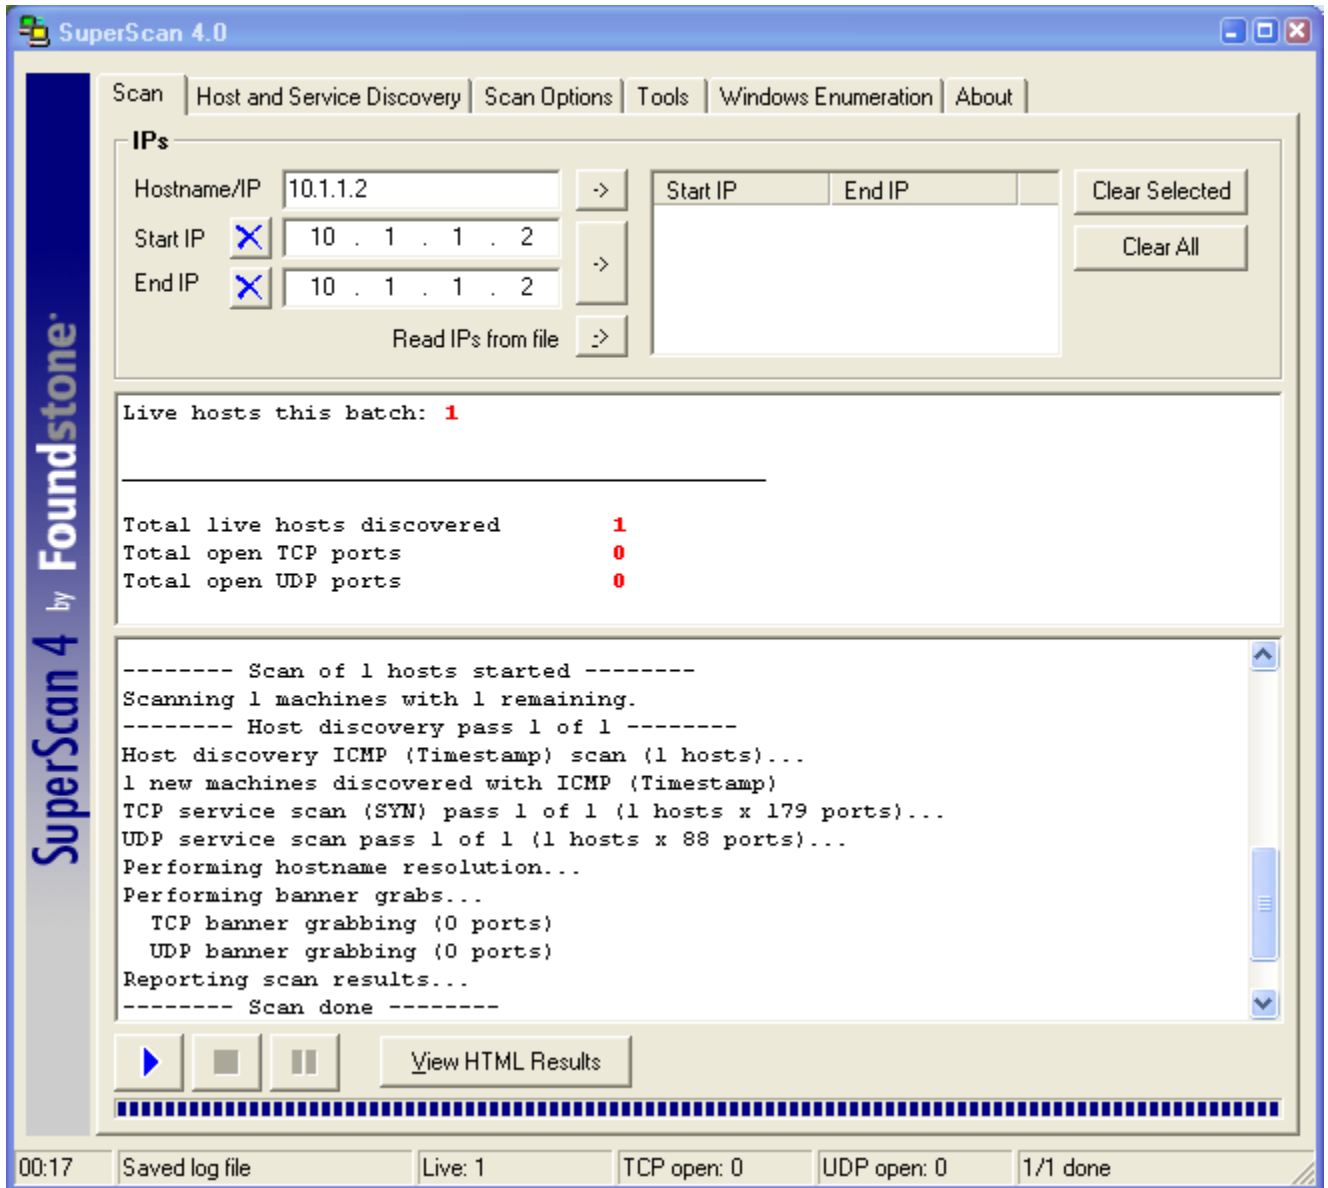 SuperScan 4.0
Scan Host and Service Discovery Scan Options Tools Windows Enumeration About
IPs
Hostname/IP 10.1.1.2 -> Start IP End IP Clear Selected
Start IP 10 . 1 . 1 . 2 -> Clear All
End IP 10 . 1 . 1 . 2
Read IPs from file ->
SuperScan 4 by Foundstone
Live hosts this batch: 1
Total live hosts discovered 1
Total open TCP ports 0
Total open UDP ports 0
-------- Scan of 1 hosts started --------
Scanning 1 machines with 1 remaining.
-------- Host discovery pass 1 of 1 --------
Host discovery ICMP (Timestamp) scan (1 hosts)...
1 new machines discovered with ICMP (Timestamp)
TCP service scan (SYN) pass 1 of 1 (1 hosts x 179 ports)...
UDP service scan pass 1 of 1 (1 hosts x 88 ports)...
Performing hostname resolution...
Performing banner grabs...
TCP banner grabbing (0 ports)
UDP banner grabbing (0 ports)
Reporting scan results...
-------- Scan done --------
View HTML Results
00:17 Saved log file Live: 1 TCP open: 0 UDP open: 0 1/1 done